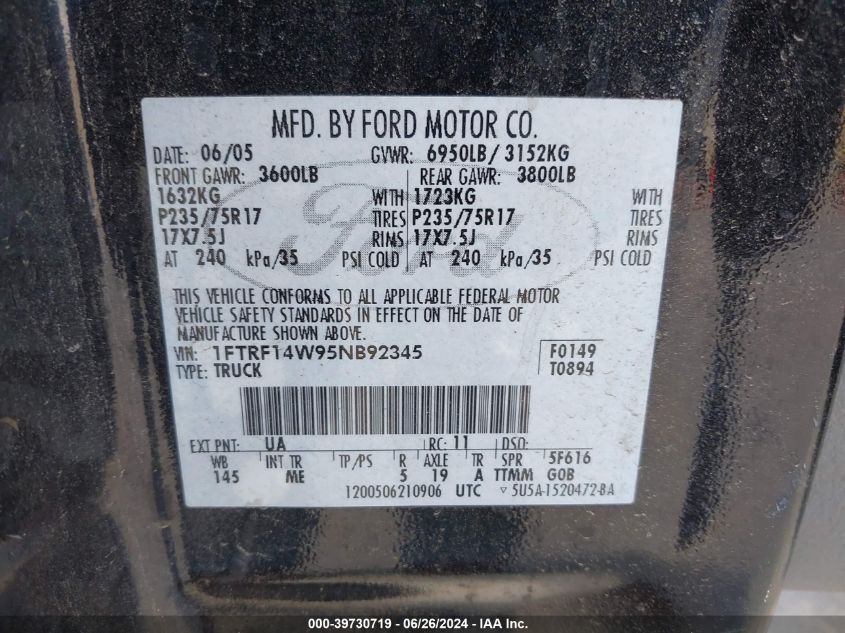 MFD. BY FORD MOTOR CO.
DATE: 06/05 GVWR: 6950LB/ 3152KG
FRONT GAWR: 3600LB REAR GAWR: 3800LB
1632KG WITH 1723KG WITH
P235/75R17 TIRES P235/75R17 TIRES
17X7.5J RIMS 17X7.5J RIMS
AT 240 kPa/35 PSI COLD AT 240 kPa/35 PSI COLD
Ford
THIS VEHICLE CONFORMS TO ALL APPLICABLE FEDERAL MOTOR
VEHICLE SAFETY STANDARDS IN EFFECT ON THE DATE OF
MANUFACTURE SHOWN ABOVE.
VIN: 1FTRF14W95NB92345 F0149
TYPE: TRUCK T0894
EXT PNT: UA RC: 11 DSO:
WB INT TR TP/PS R AXLE TR SPR 5F616
145 ME 5 19 A TTMM GOB
1200506210906 UTC ▽ 5U5A-1520472-BA
000-39730719 / 06/26/2024 - IAA, Inc.